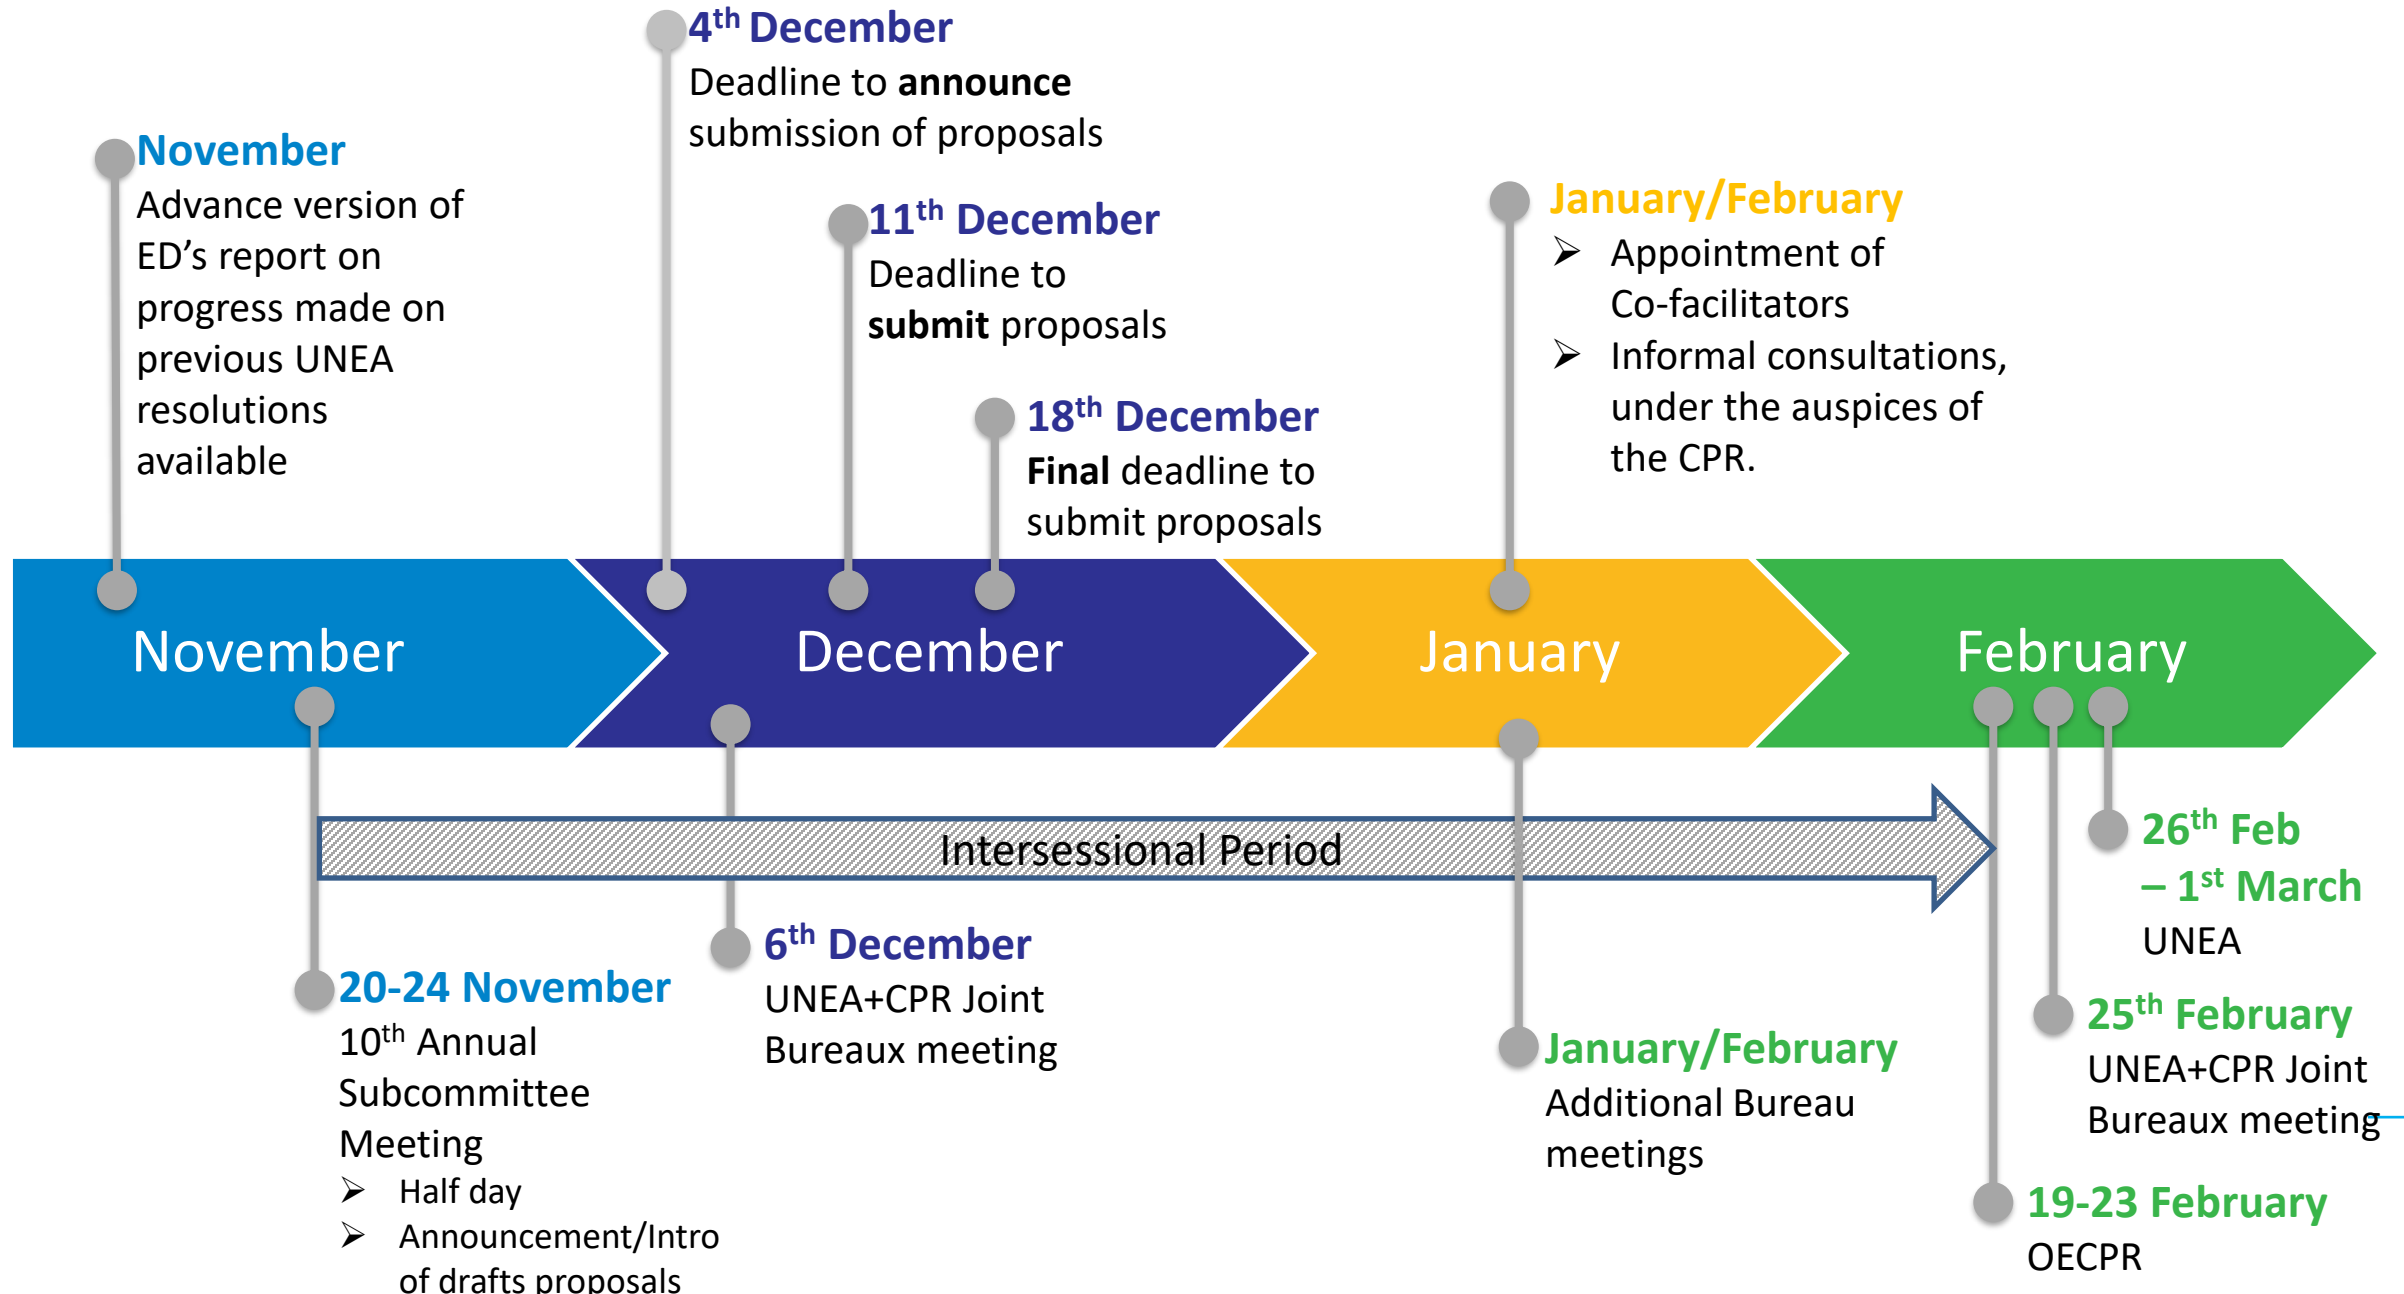 4th December
Deadline to announce
submission of proposals
November
Advance version of
ED’s report on
progress made on
previous UNEA
resolutions
available
11th December
Deadline to
submit proposals
January/February
➢ Appointment of
Co-facilitators
➢ Informal consultations,
under the auspices of
the CPR.
18th December
Final deadline to
submit proposals
November
December
January
February
Intersessional Period
20-24 November
10th Annual
Subcommittee
Meeting
➢ Half day
➢ Announcement/Intro
of drafts proposals
6th December
UNEA+CPR Joint
Bureaux meeting
January/February
Additional Bureau
meetings
26th Feb
– 1st March
UNEA
25th February
UNEA+CPR Joint
Bureaux meeting
19-23 February
OECPR